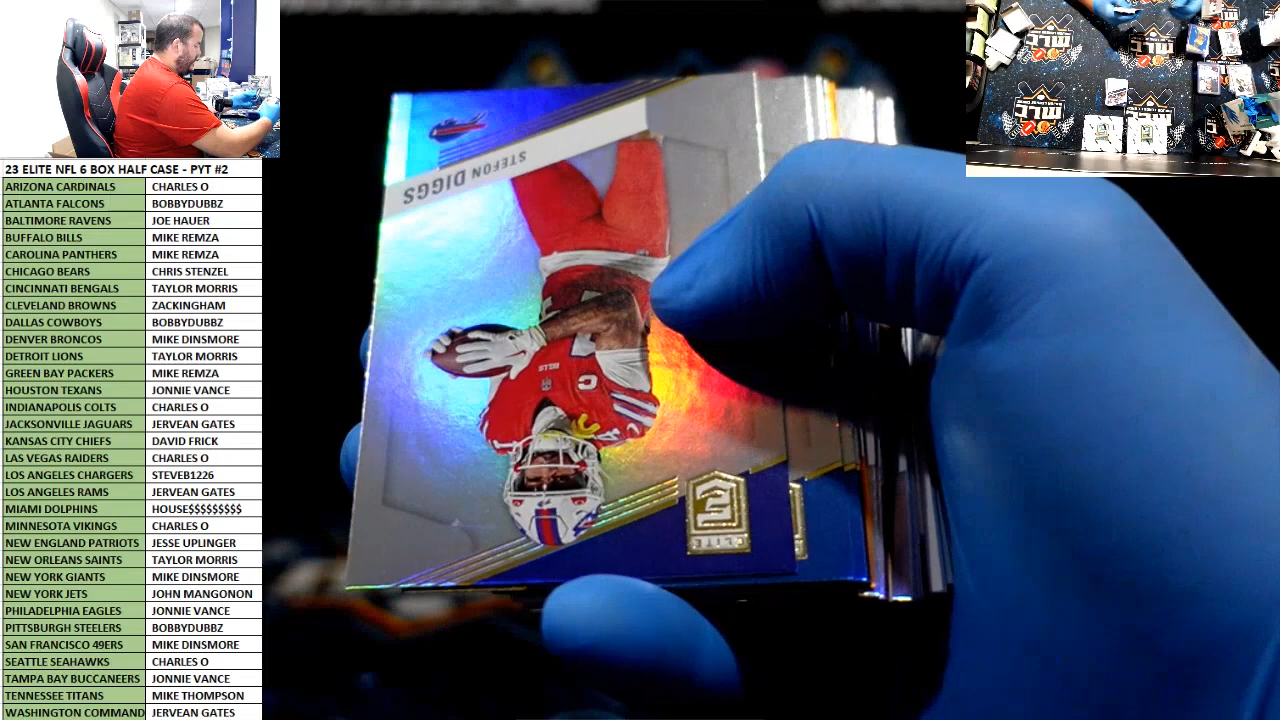 23 ELITE NFL 6 BOX HALF CASE - PYT #2
ARIZONA CARDINALS CHARLES O
ATLANTA FALCONS BOBBYDUBBZ
BALTIMORE RAVENS JOE HAUER
BUFFALO BILLS MIKE REMZA
CAROLINA PANTHERS MIKE REMZA
CHICAGO BEARS CHRIS STENZEL
CINCINNATI BENGALS TAYLOR MORRIS
CLEVELAND BROWNS ZACKINGHAM
DALLAS COWBOYS BOBBYDUBBZ
DENVER BRONCOS MIKE DINSMORE
DETROIT LIONS TAYLOR MORRIS
GREEN BAY PACKERS MIKE REMZA
HOUSTON TEXANS JONNIE VANCE
INDIANAPOLIS COLTS CHARLES O
JACKSONVILLE JAGUARS JERVEAN GATES
KANSAS CITY CHIEFS DAVID FRICK
LAS VEGAS RAIDERS CHARLES O
LOS ANGELES CHARGERS STEVEB1226
LOS ANGELES RAMS JERVEAN GATES
MIAMI DOLPHINS HOUSE$$$$$$$$$
MINNESOTA VIKINGS CHARLES O
NEW ENGLAND PATRIOTS JESSE UPLINGER
NEW ORLEANS SAINTS TAYLOR MORRIS
NEW YORK GIANTS MIKE DINSMORE
NEW YORK JETS JOHN MANGONON
PHILADELPHIA EAGLES JONNIE VANCE
PITTSBURGH STEELERS BOBBYDUBBZ
SAN FRANCISCO 49ERS MIKE DINSMORE
SEATTLE SEAHAWKS CHARLES O
TAMPA BAY BUCCANEERS JONNIE VANCE
TENNESSEE TITANS MIKE THOMPSON
WASHINGTON COMMAND JERVEAN GATES
STEFON DIGGS
BILLS
C
ELITE